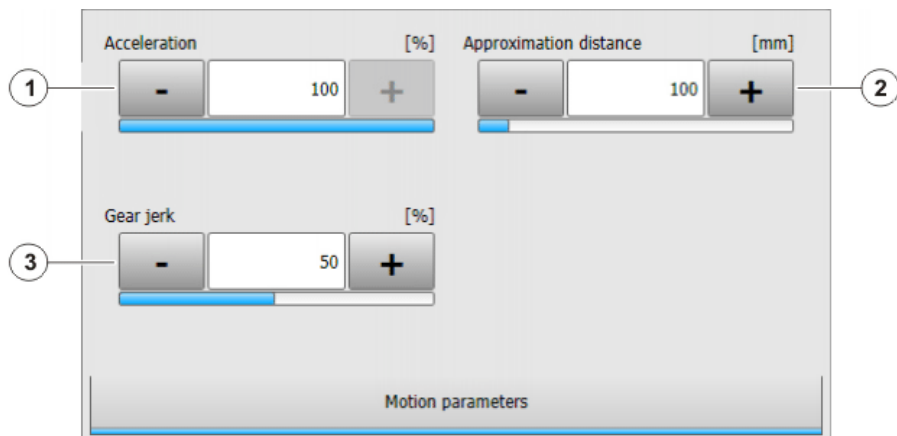 Acceleration [%] Approximation distance [mm]
1 - 100 + - 100 + 2
Gear jerk [%]
3 - 50 +
Motion parameters